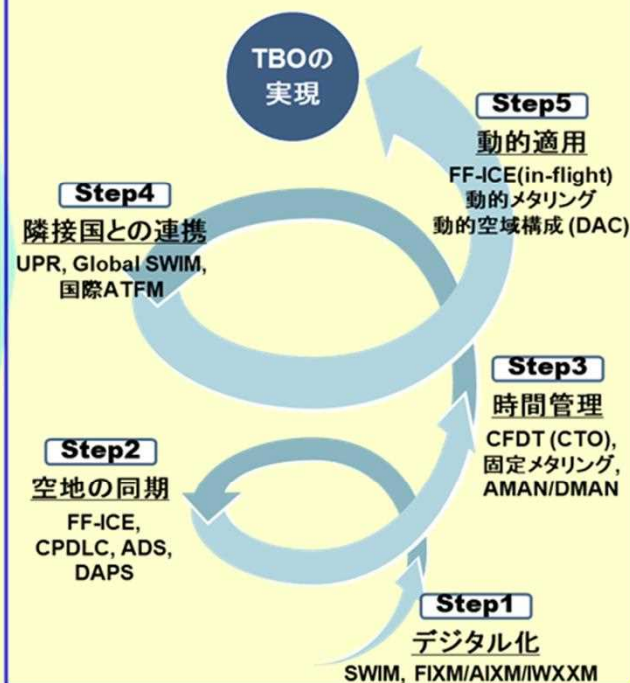 TBOの
実現
Step5
動的適用
FF-ICE(in-flight)
動的メタリング
動的空域構成 (DAC)
Step4
隣接国との連携
UPR, Global SWIM,
国際ATFM
Step3
時間管理
CFDT (CTO),
固定メタリング,
AMAN/DMAN
Step2
空地の同期
FF-ICE,
CPDLC, ADS,
DAPS
Step1
デジタル化
SWIM, FIXM/AIXM/IWXXM